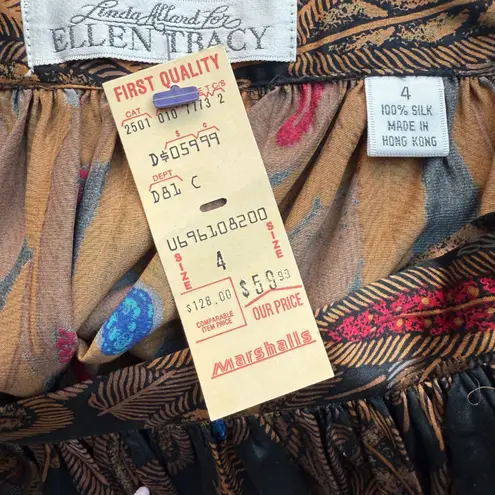 Linda Allard for
ELLEN TRACY
4
100% SILK
MADE IN
HONG KONG
FIRST QUALITY
CAT
2501 010 1773 2
D$05999
DEPT
D81 C
U696108200
SIZE 4 SIZE
$128.00 $59.99
COMPARABLE
ITEM PRICE
OUR PRICE
Marshalls